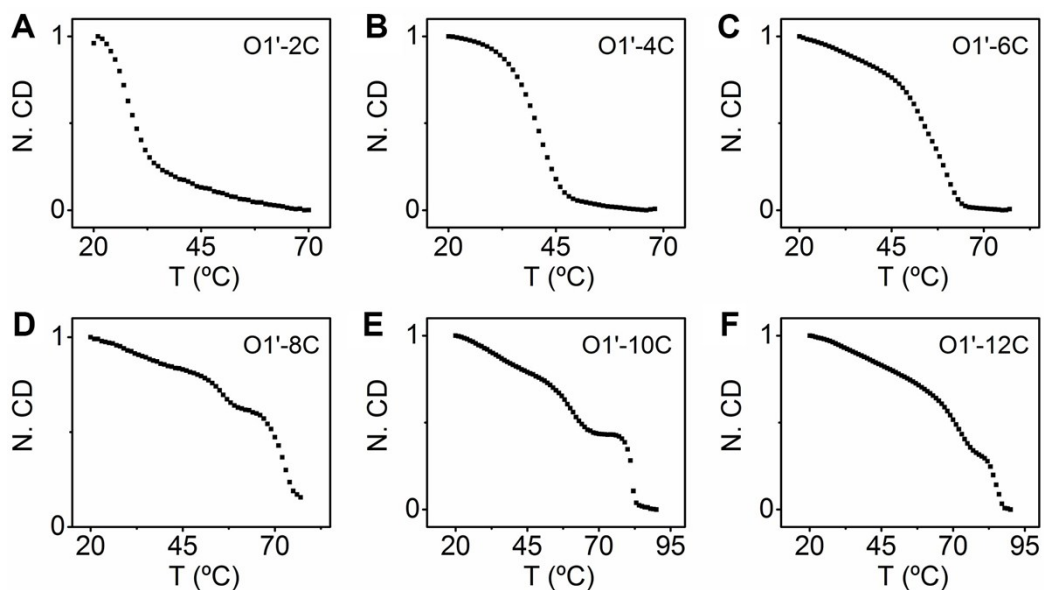 A
O1'-2C
1
N. CD
0
20 45 70
T (ºC)
B
O1'-4C
1
N. CD
0
20 45 70
T (ºC)
C
O1'-6C
1
N. CD
0
20 45 70
T (ºC)
D
O1'-8C
1
N. CD
0
20 45 70
T (ºC)
E
O1'-10C
1
N. CD
0
20 45 70 95
T (ºC)
F
O1'-12C
1
N. CD
0
20 45 70 95
T (ºC)